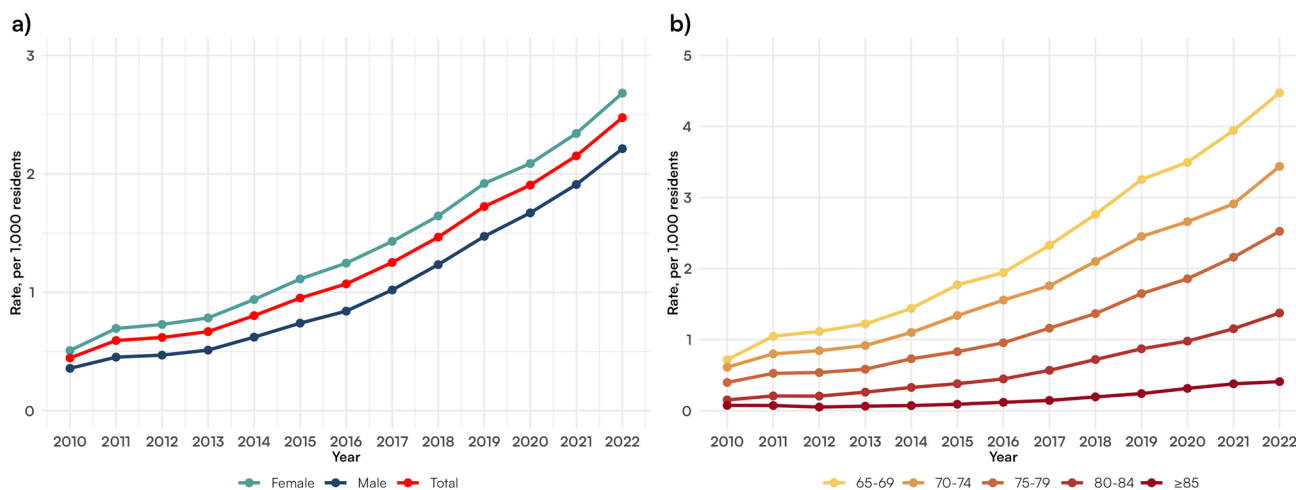 a)
Rate, per 1,000 residents
3
2
1
0
2010 2011 2012 2013 2014 2015 2016 2017 2018 2019 2020 2021 2022
Year
Female Male Total
b)
Rate, per 1,000 residents
5
4
3
2
1
0
2010 2011 2012 2013 2014 2015 2016 2017 2018 2019 2020 2021 2022
Year
65-69 70-74 75-79 80-84 ≥85